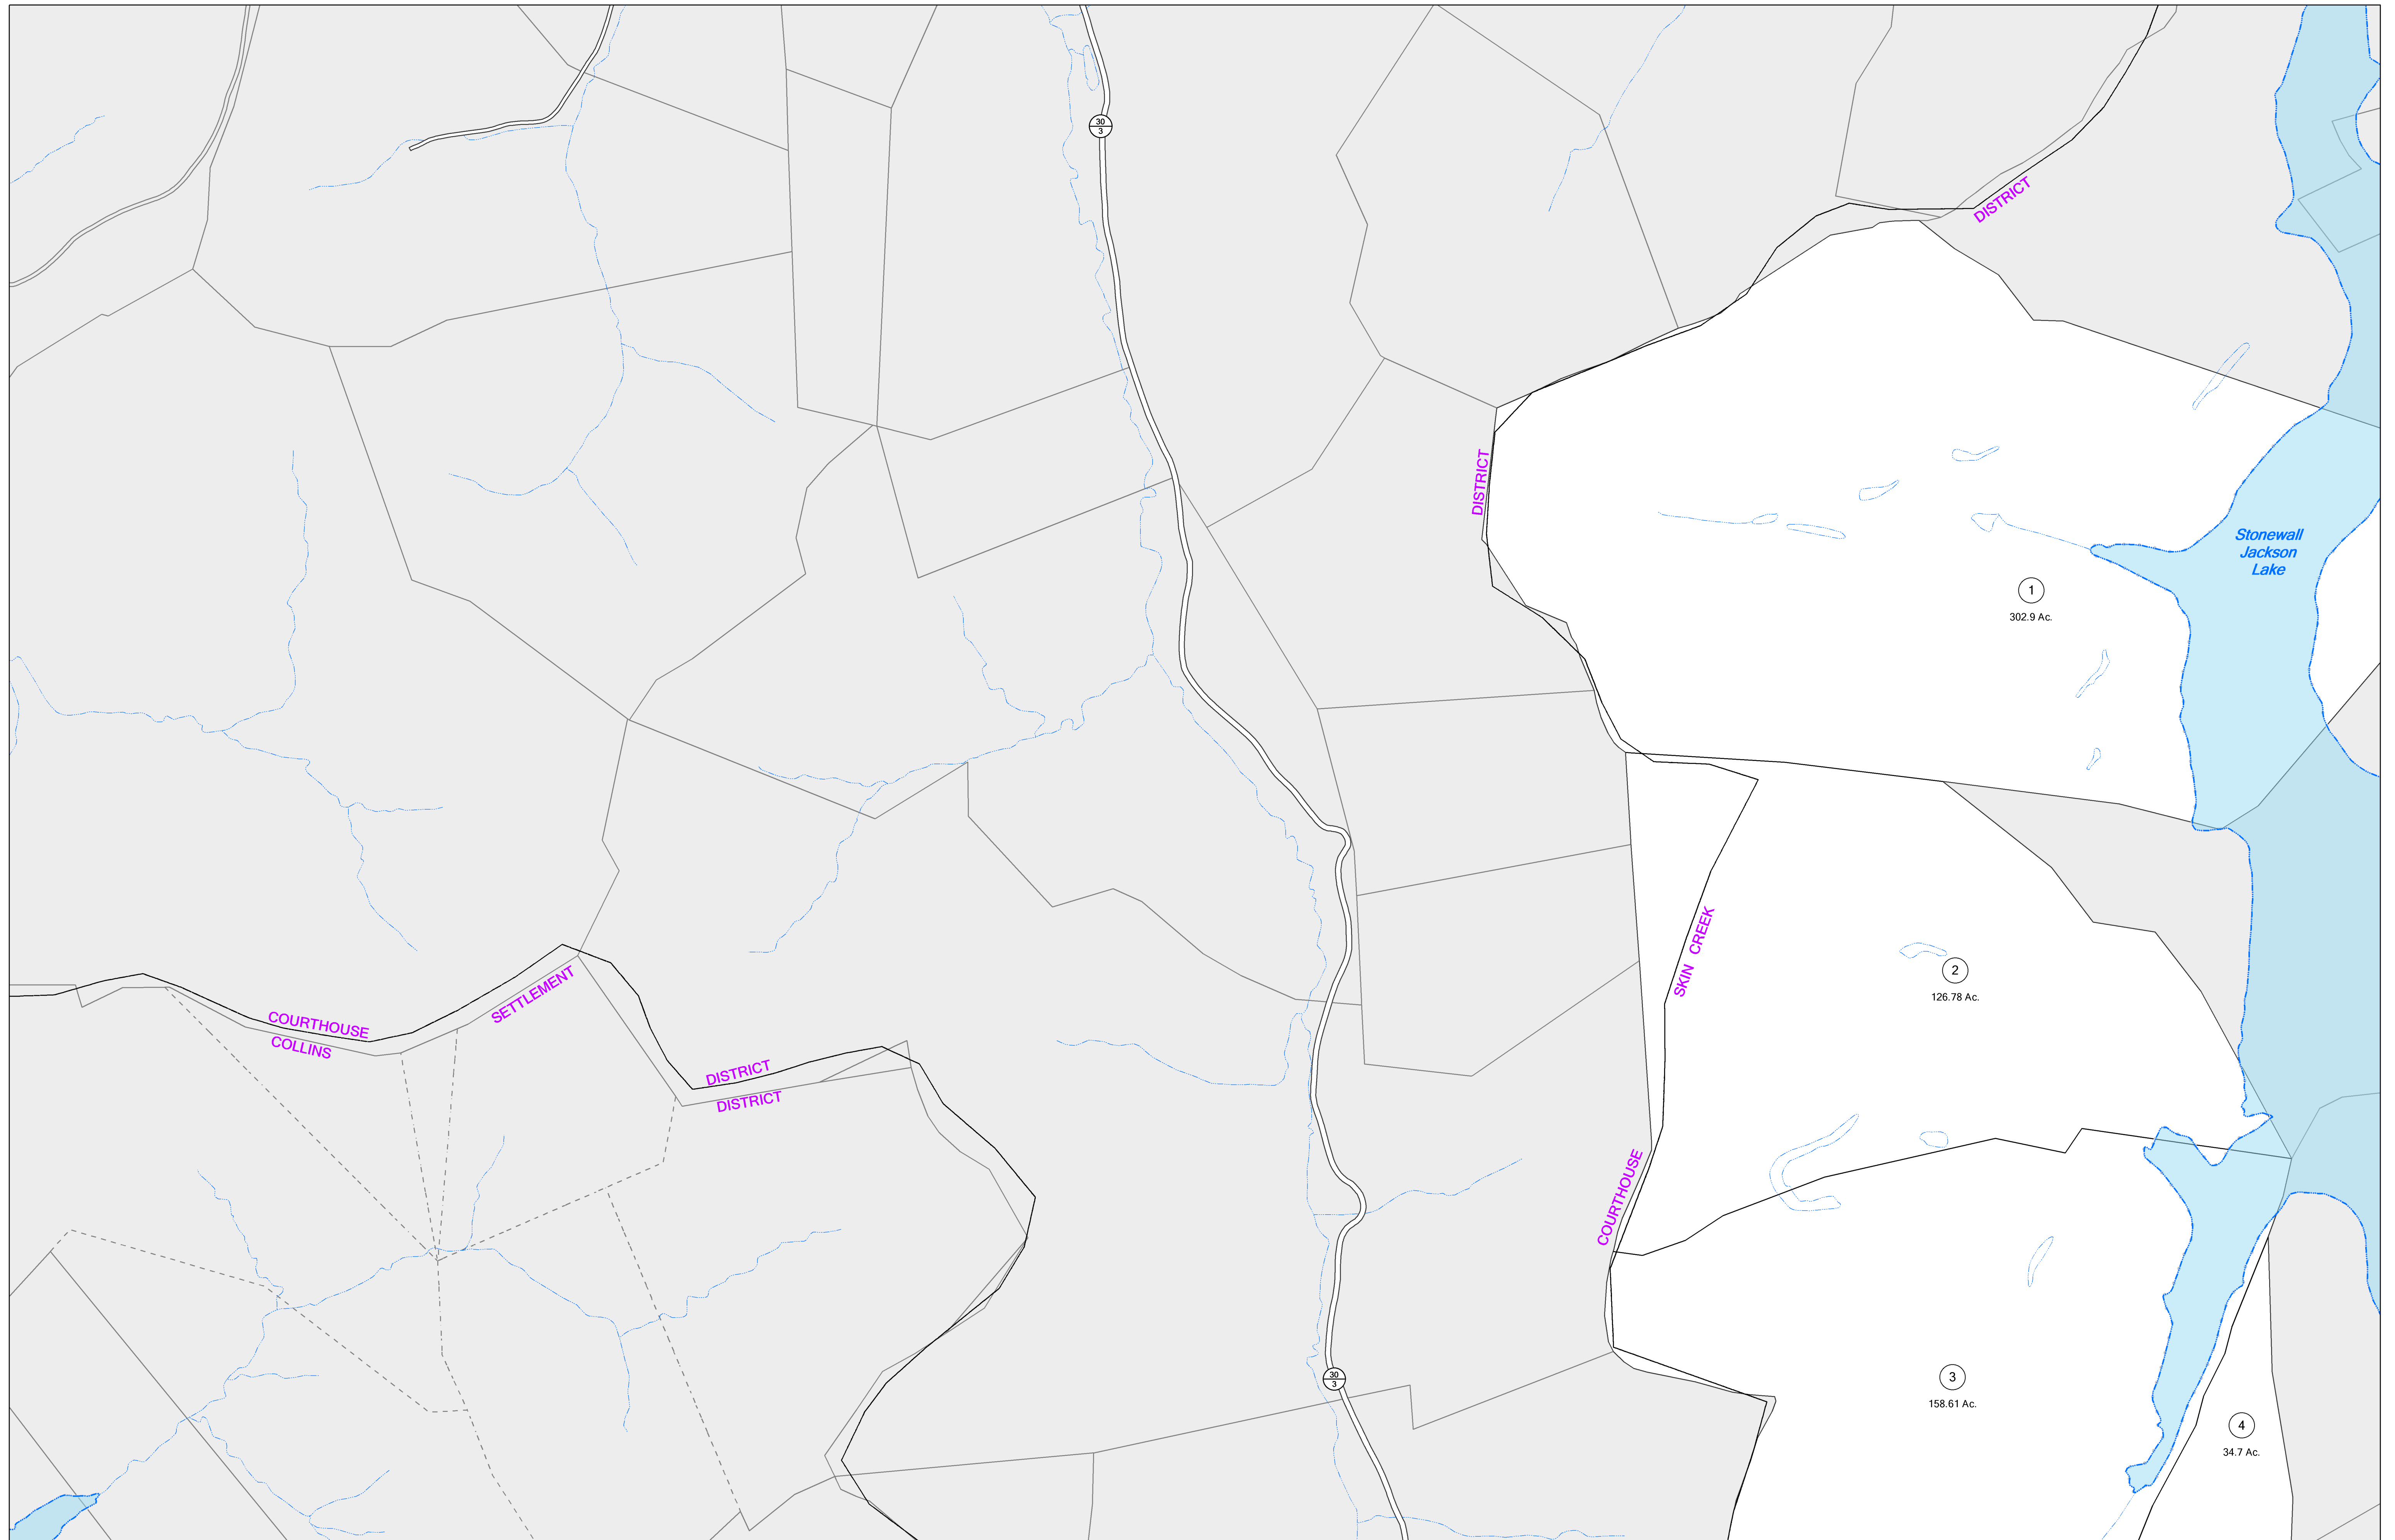 30
3
DISTRICT
DISTRICT
Stonewall
Jackson
Lake
1
302.9 Ac.
SKIN CREEK
2
126.78 Ac.
SETTLEMENT
COURTHOUSE
COLLINS
DISTRICT
DISTRICT
COURTHOUSE
30
3
3
158.61 Ac.
4
34.7 Ac.